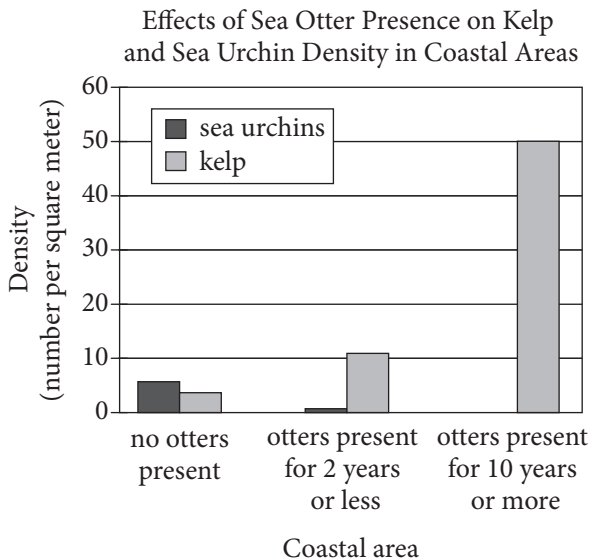 Effects of Sea Otter Presence on Kelp
and Sea Urchin Density in Coastal Areas
Density
(number per square meter)
60
50
40
30
20
10
0
sea urchins
kelp
no otters
present
otters present
for 2 years
or less
otters present
for 10 years
or more
Coastal area